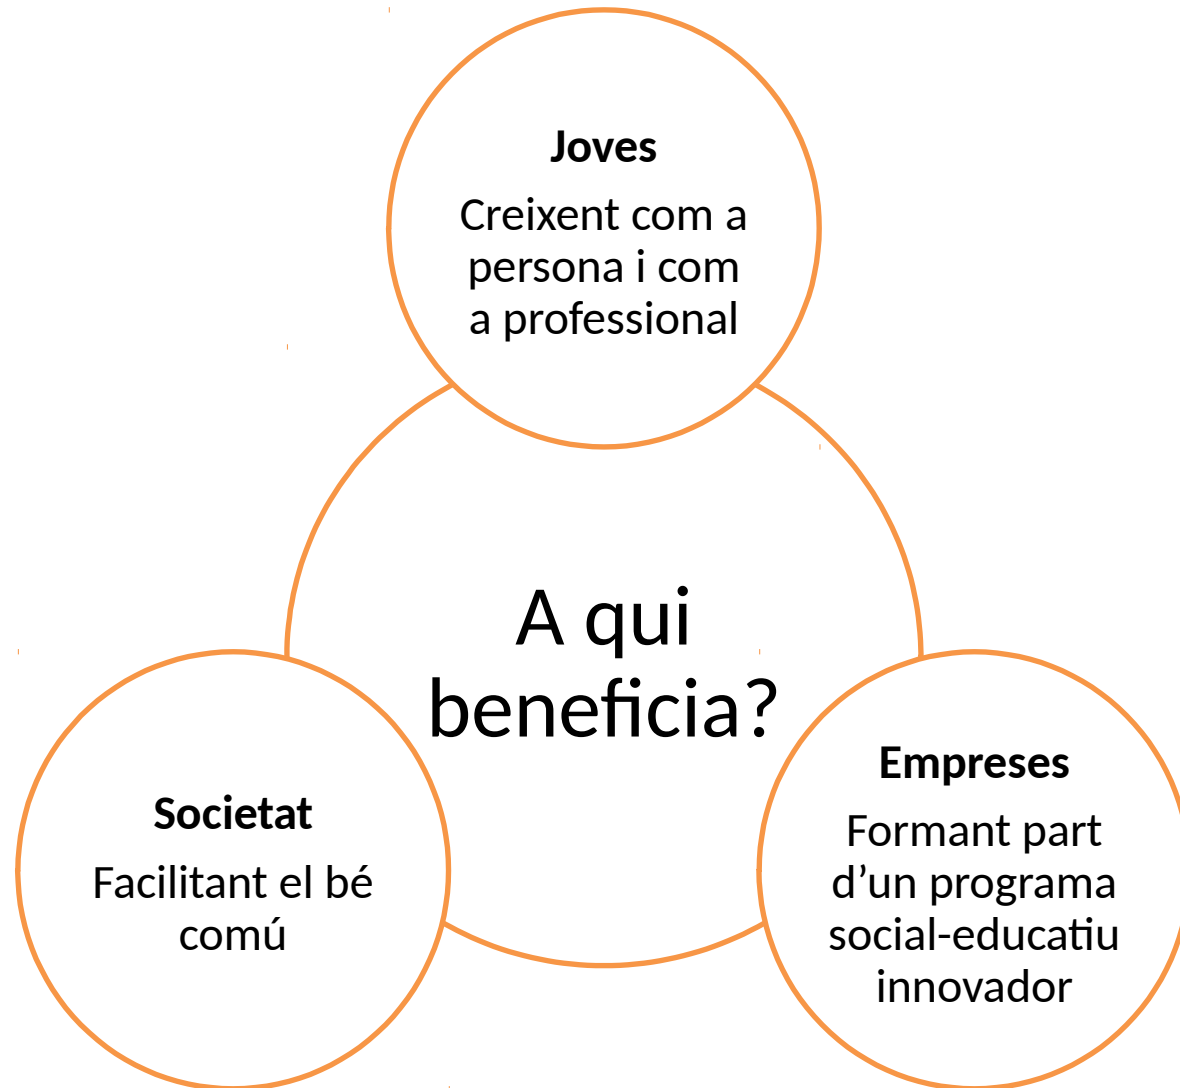 Joves
Creixent com a
persona i com
a professional
A qui
beneficia?
Societat
Facilitant el bé
comú
Empreses
Formant part
d’un programa
social-educatiu
innovador